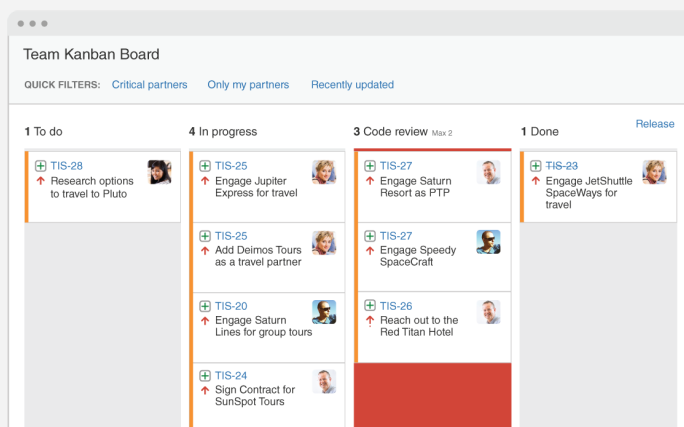 Team Kanban Board
QUICK FILTERS: Critical partners Only my partners Recently updated
Release
1 To do
TIS-28
Research options
to travel to Pluto
4 In progress
TIS-25
Engage Jupiter
Express for travel
TIS-25
Add Deimos Tours
as a travel partner
TIS-20
Engage Saturn
Lines for group tours
TIS-24
Sign Contract for
SunSpot Tours
3 Code review Max 2
TIS-27
Engage Saturn
Resort as PTP
TIS-27
Engage Speedy
SpaceCraft
TIS-26
Reach out to the
Red Titan Hotel
1 Done
TIS-23
Engage JetShuttle
SpaceWays for
travel